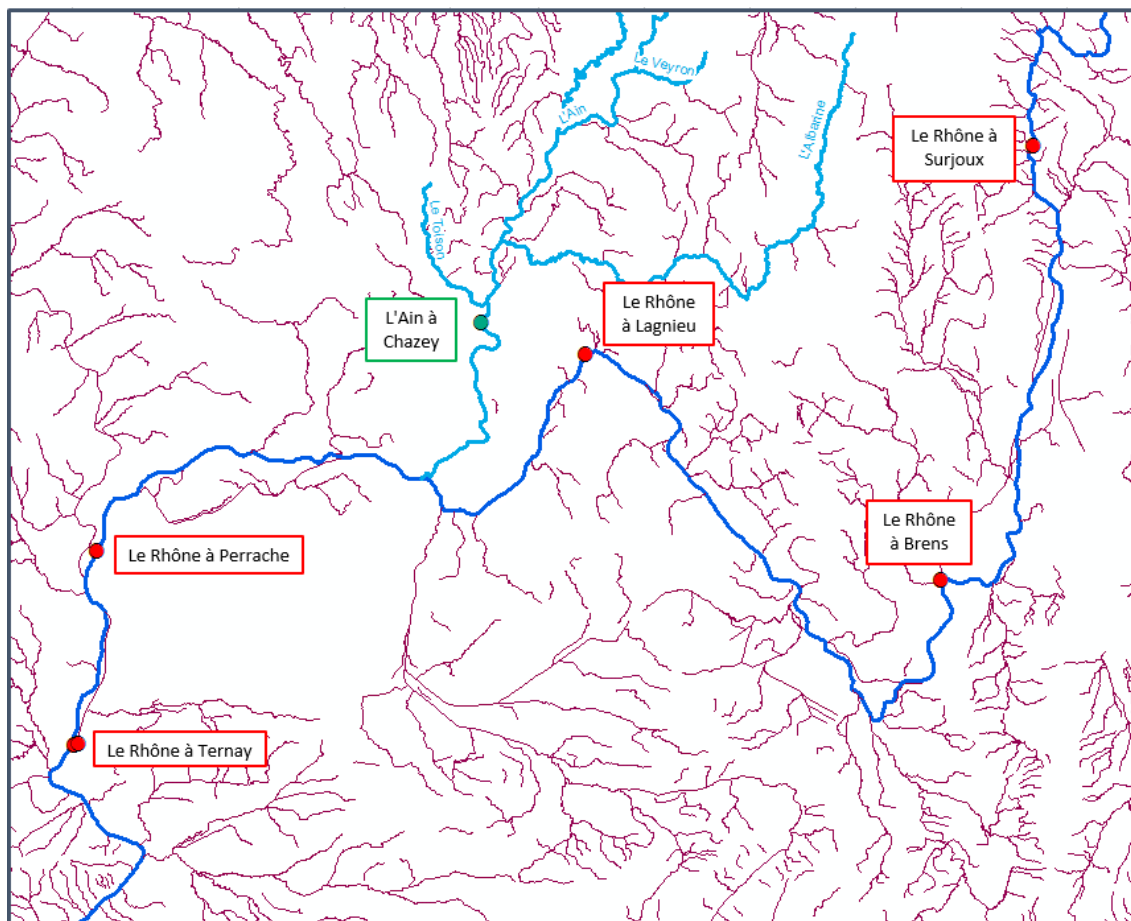 Le Veyron
L'Ain
L'Albarine
Le Rhône à
Surjoux
Le Toison
L'Ain à
Chazey
Le Rhône
à Lagnieu
Le Rhône
à Brens
Le Rhône à Perrache
Le Rhône à Ternay